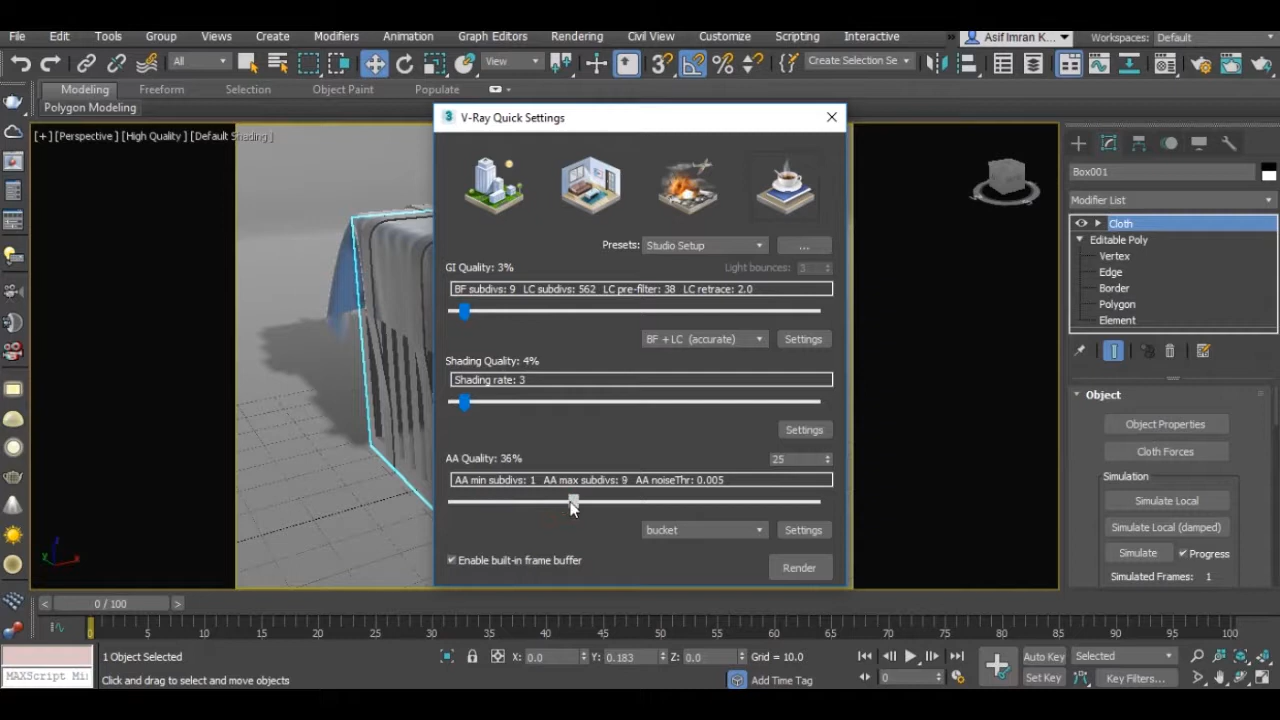 File Edit Tools Group Views Create Modifiers Animation Graph Editors Rendering Civil View Customize Scripting Interactive Asif Imran K... Workspaces: Default
All View Create Selection Se
Modeling Freeform Selection Object Paint Populate
Polygon Modeling
[+] [Perspective ] [High Quality ] [Default Shading ]
V-Ray Quick Settings
Box001
Modifier List
Cloth
Editable Poly
Vertex
Edge
Border
Polygon
Element
Presets: Studio Setup ...
GI Quality: 3% Light bounces: 3
BF subdivs: 9 LC subdivs: 562 LC pre-filter: 38 LC retrace: 2.0
BF + LC (accurate) Settings
Shading Quality: 4%
Shading rate: 3
Settings
AA Quality: 36% 25
AA min subdivs: 1 AA max subdivs: 9 AA noiseThr: 0.005
bucket Settings
Enable built-in frame buffer
Render
Object
Object Properties
Cloth Forces
Simulation
Simulate Local
Simulate Local (damped)
Simulate Progress
Simulated Frames: 1
z y x
< 0 / 100 >
0 5 10 15 20 25 30 35 40 45 50 55 60 65 70 75 80 85 90 95 100
1 Object Selected X: 0.0 Y: 0.183 Z: 0.0 Grid = 10.0 Auto Key Selected
MAXScript Mi Click and drag to select and move objects Add Time Tag 0 Set Key Key Filters...